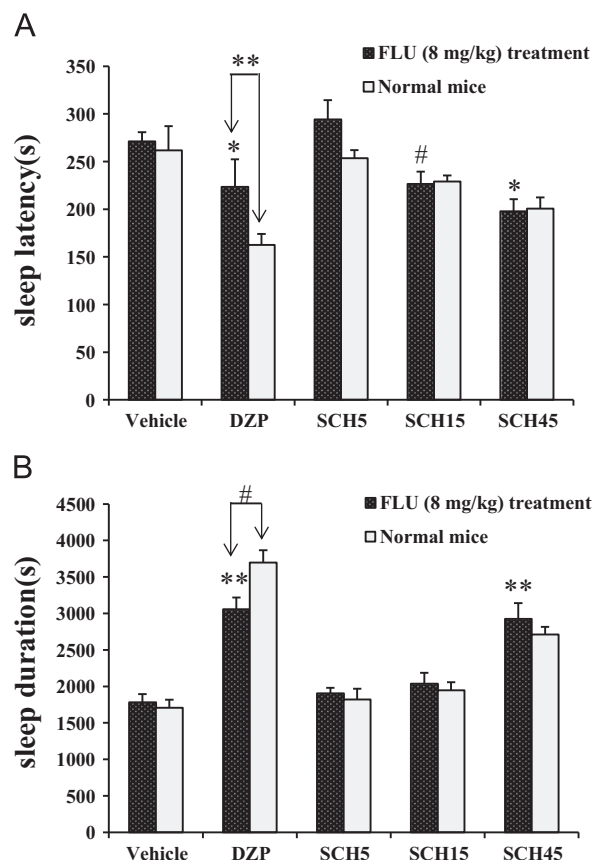 A
FLU (8 mg/kg) treatment
Normal mice
sleep latency(s)
350
300
250
200
150
100
50
0
**
*
#
*
Vehicle DZP SCH5 SCH15 SCH45
B
FLU (8 mg/kg) treatment
Normal mice
sleep duration(s)
4500
4000
3500
3000
2500
2000
1500
1000
500
0
#
**
**
Vehicle DZP SCH5 SCH15 SCH45